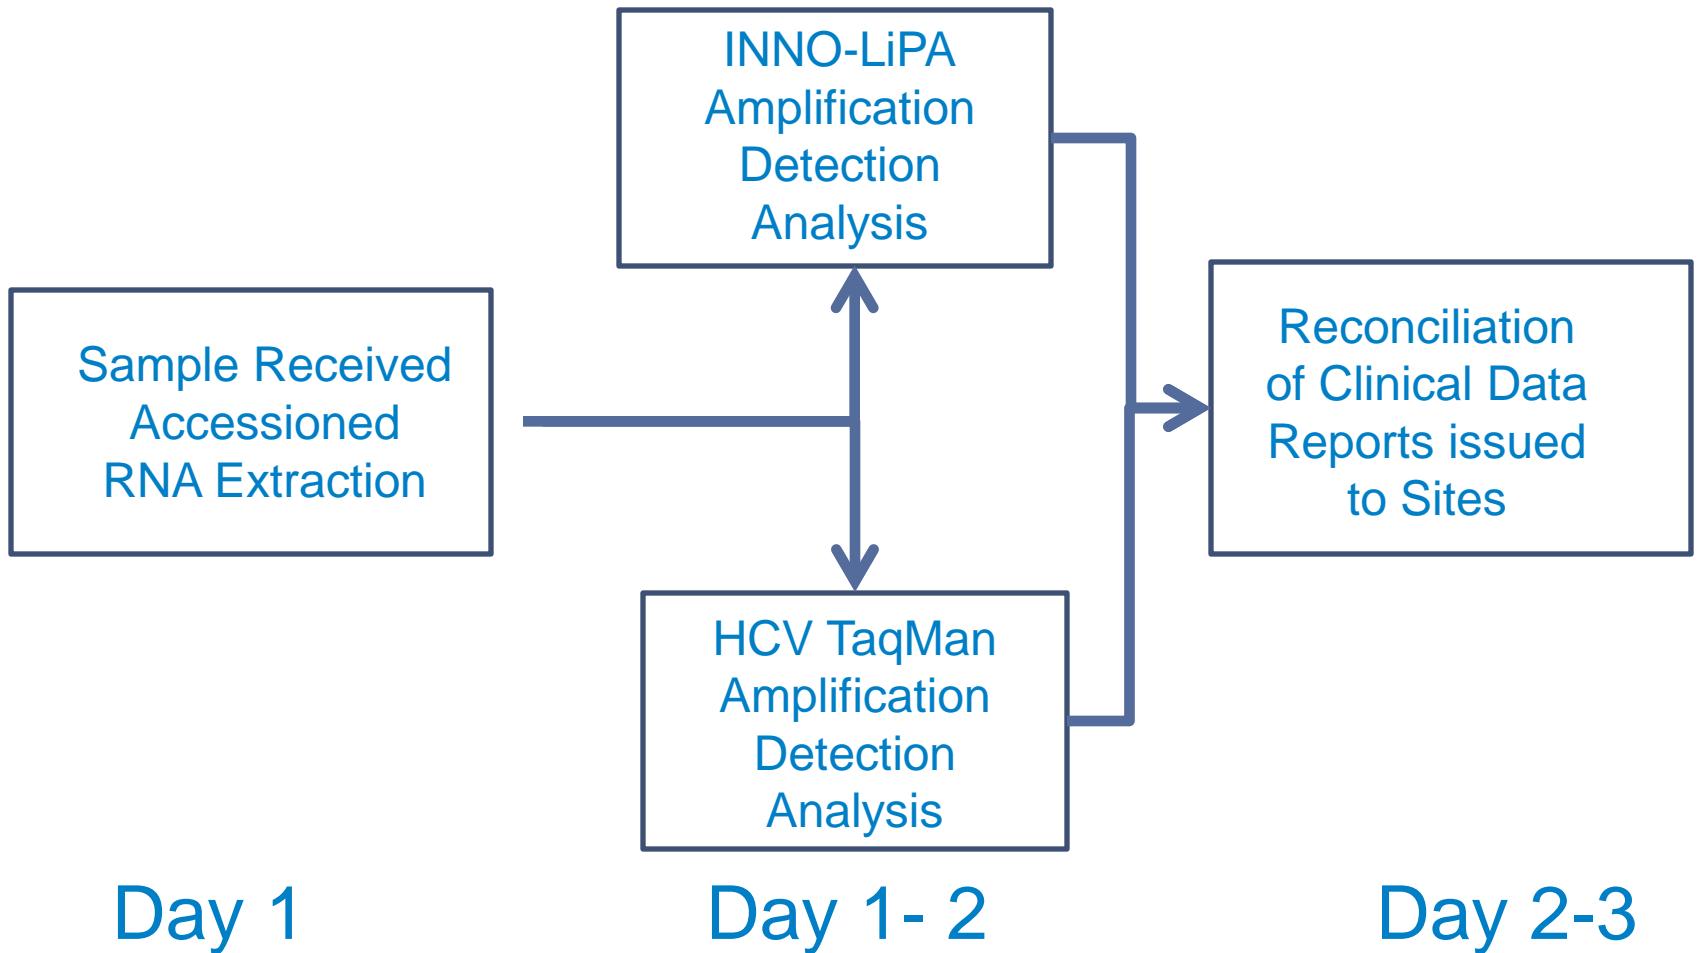 Sample Received
Accessioned
RNA Extraction
INNO-LiPA
Amplification
Detection
Analysis
HCV TaqMan
Amplification
Detection
Analysis
Reconciliation
of Clinical Data
Reports issued
to Sites
Day 1
Day 1- 2
Day 2-3